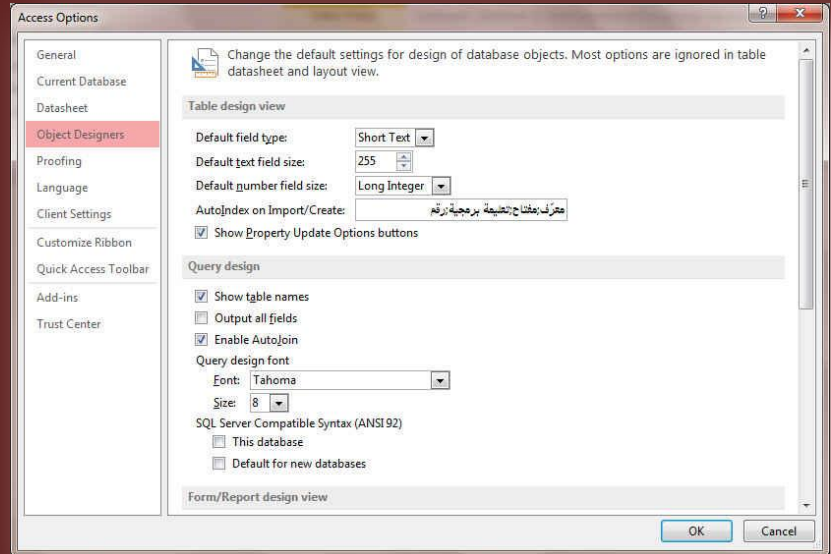 Access Options
General
Current Database
Datasheet
Object Designers
Proofing
Language
Client Settings
Customize Ribbon
Quick Access Toolbar
Add-ins
Trust Center
Change the default settings for design of database objects. Most options are ignored in table
datasheet and layout view.
Table design view
Default field type: Short Text
Default text field size: 255
Default number field size: Long Integer
AutoIndex on Import/Create: معرّف;مفتاح;تعليمة برمجية;رقم
Show Property Update Options buttons
Query design
Show table names
Output all fields
Enable AutoJoin
Query design font
Font: Tahoma
Size: 8
SQL Server Compatible Syntax (ANSI 92)
This database
Default for new databases
Form/Report design view
OK Cancel